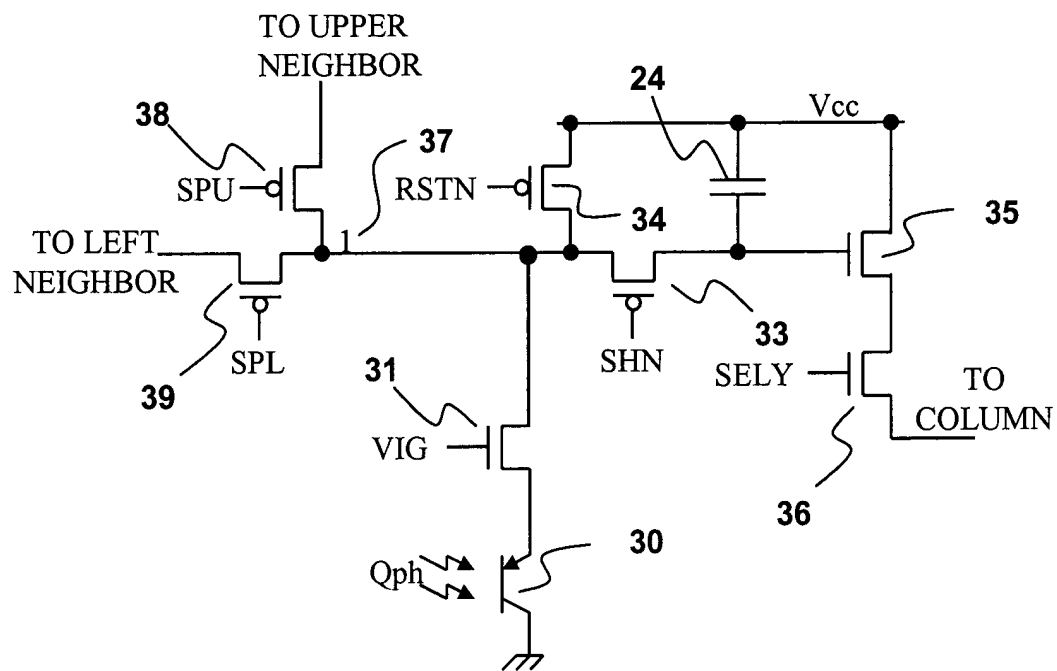 TO UPPER
NEIGHBOR
24
Vcc
38
37
SPU
RSTN
34
35
TO LEFT
NEIGHBOR
1
33
SPL
SHN
39
31
SELY
TO
COLUMN
VIG
36
30
Qph